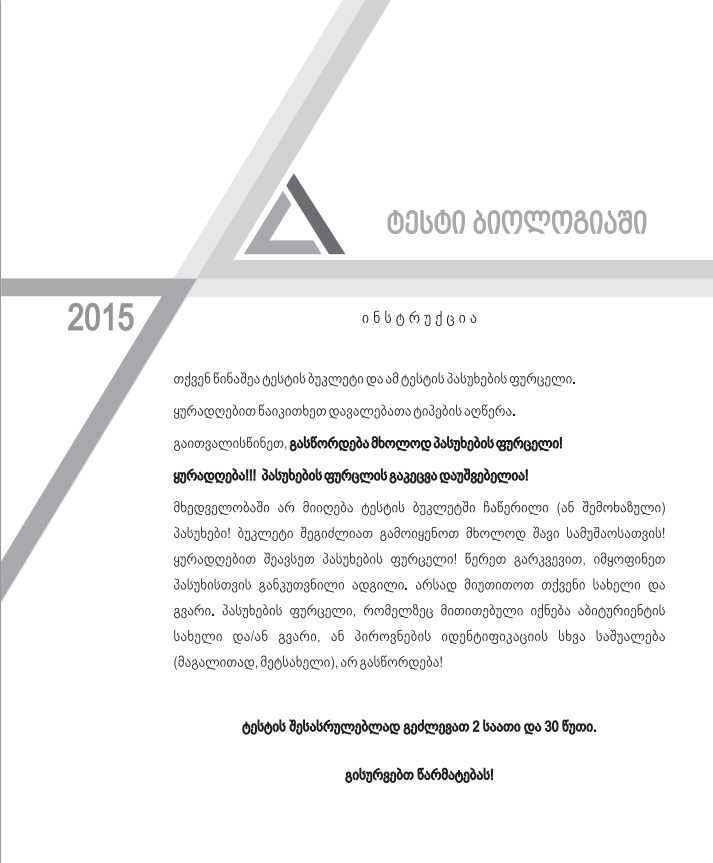 ტესტი ბიოლოგიაში
2015
ინსტრუქცია
თქვენ წინაშეა ტესტის ბუკლეტი და ამ ტესტის პასუხების ფურცელი.
ყურადღებით წაიკითხეთ დავალებათა ტიპების აღწერა.
გაითვალისწინეთ, გასწორდება მხოლოდ პასუხების ფურცელი!
ყურადღება!!! პასუხების ფურცლის გაკეცვა დაუშვებელია!
მხედველობაში არ მიიღება ტესტის ბუკლეტში ჩაწერილი (ან შემოხაზული)
პასუხები! ბუკლეტი შეგიძლიათ გამოიყენოთ მხოლოდ შავი სამუშაოსათვის!
ყურადღებით შეავსეთ პასუხების ფურცელი! წერეთ გარკვევით, იმყოფინეთ
პასუხისთვის განკუთვნილი ადგილი. არსად მიუთითოთ თქვენი სახელი და
გვარი. პასუხების ფურცელი, რომელზეც მითითებული იქნება აბიტურიენტის
სახელი და/ან გვარი, ან პიროვნების იდენტიფიკაციის სხვა საშუალება
(მაგალითად, მეტსახელი), არ გასწორდება!
ტესტის შესასრულებლად გეძლევათ 2 საათი და 30 წუთი.
გისურვებთ წარმატებას!